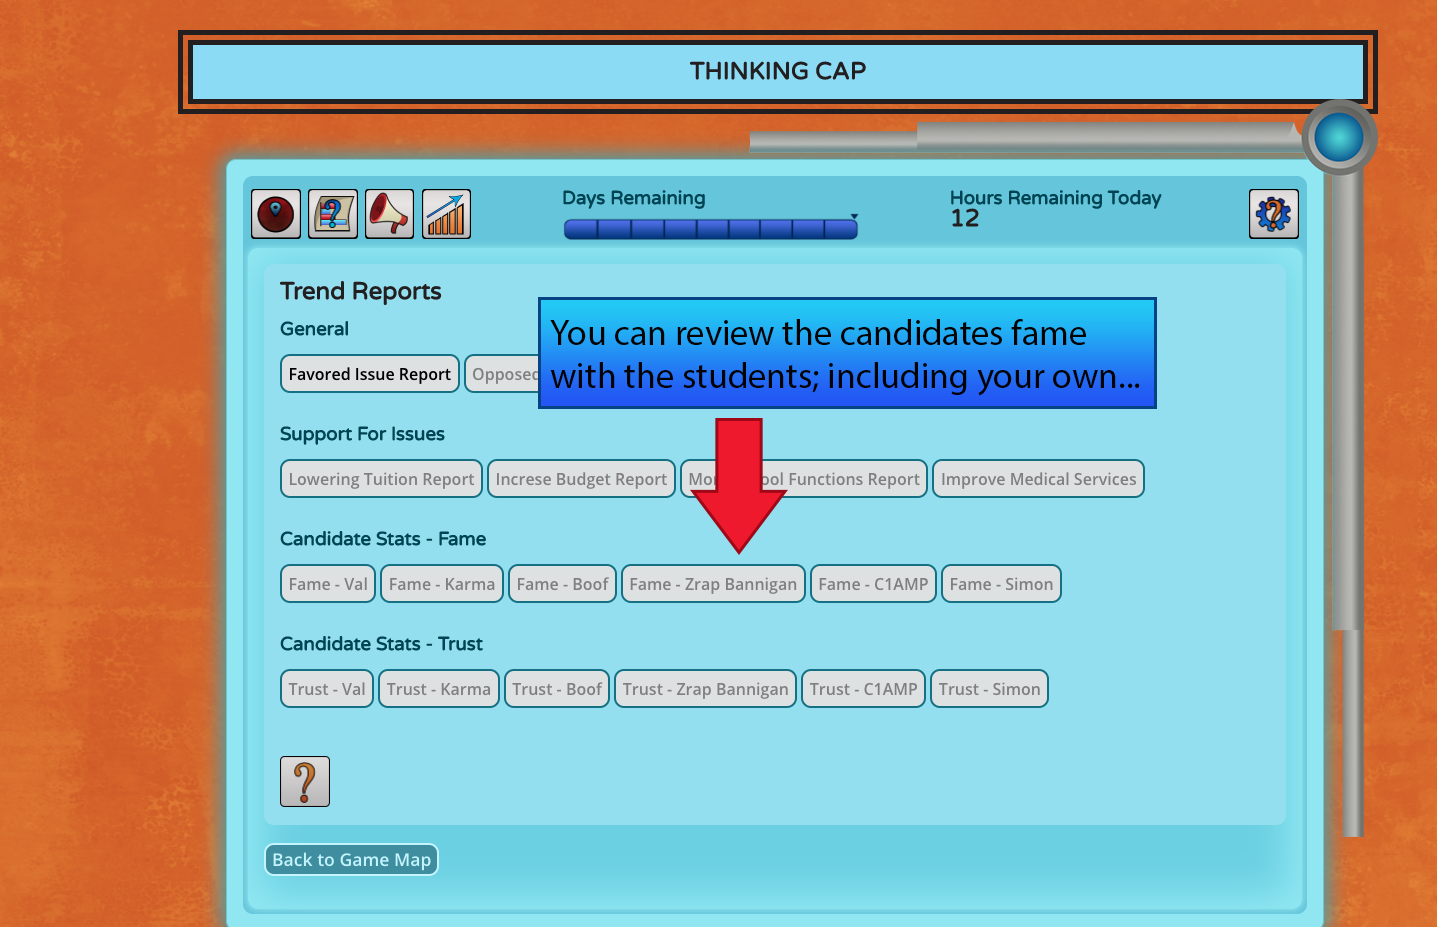 THINKING CAP
Days Remaining
Hours Remaining Today
12
Trend Reports
General
Favored Issue Report
Opposed
You can review the candidates fame
with the students; including your own...
Support For Issues
Lowering Tuition Report
Increse Budget Report
Functions Report
Improve Medical Services
Candidate Stats - Fame
Fame - Val
Fame - Karma
Fame - Boof
Fame - Zrap Bannigan
Fame - C1AMP
Fame - Simon
Candidate Stats - Trust
Trust - Val
Trust - Karma
Trust - Boof
Trust - Zrap Bannigan
Trust - C1AMP
Trust - Simon
Back to Game Map